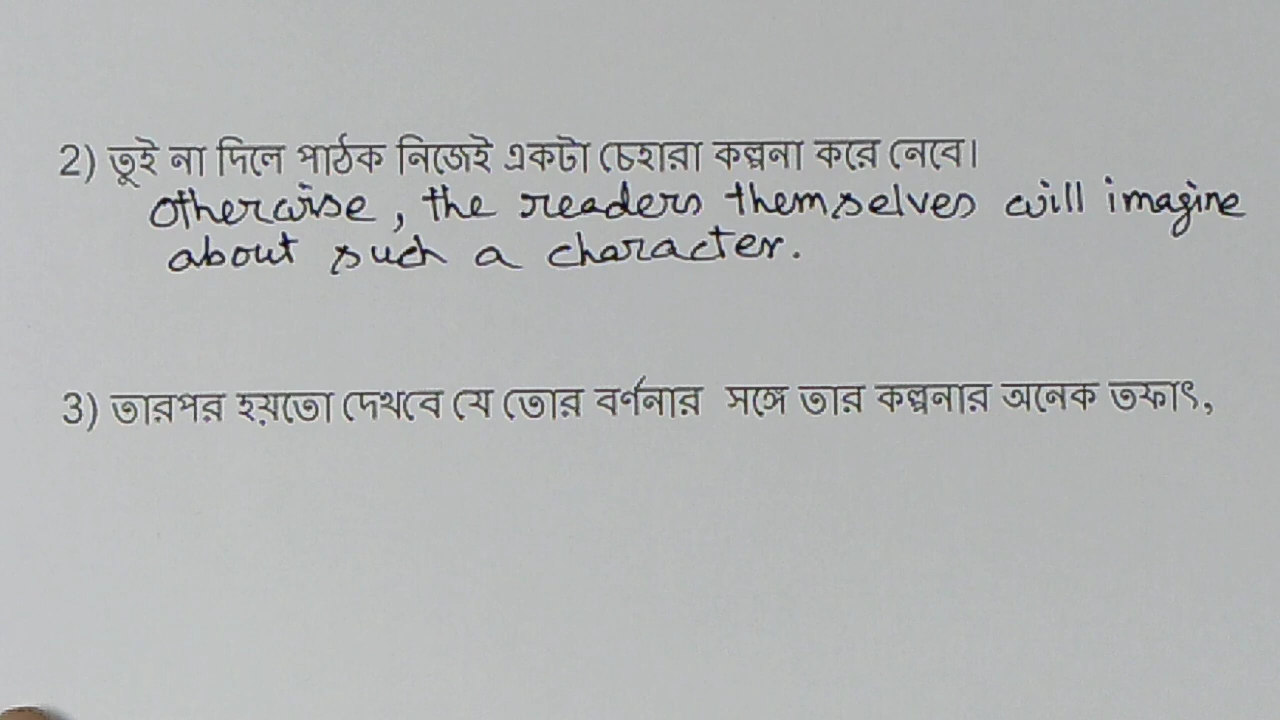 2) তুই না দিলে পাঠক নিজেই একটা চেহারা কল্পনা করে নেবে।
Otherwise, the readers themselves will imagine
about such a character.
3) তারপর হয়তো দেখবে যে তোর বর্ণনার সঙ্গে তার কল্পনার অনেক তফাৎ,